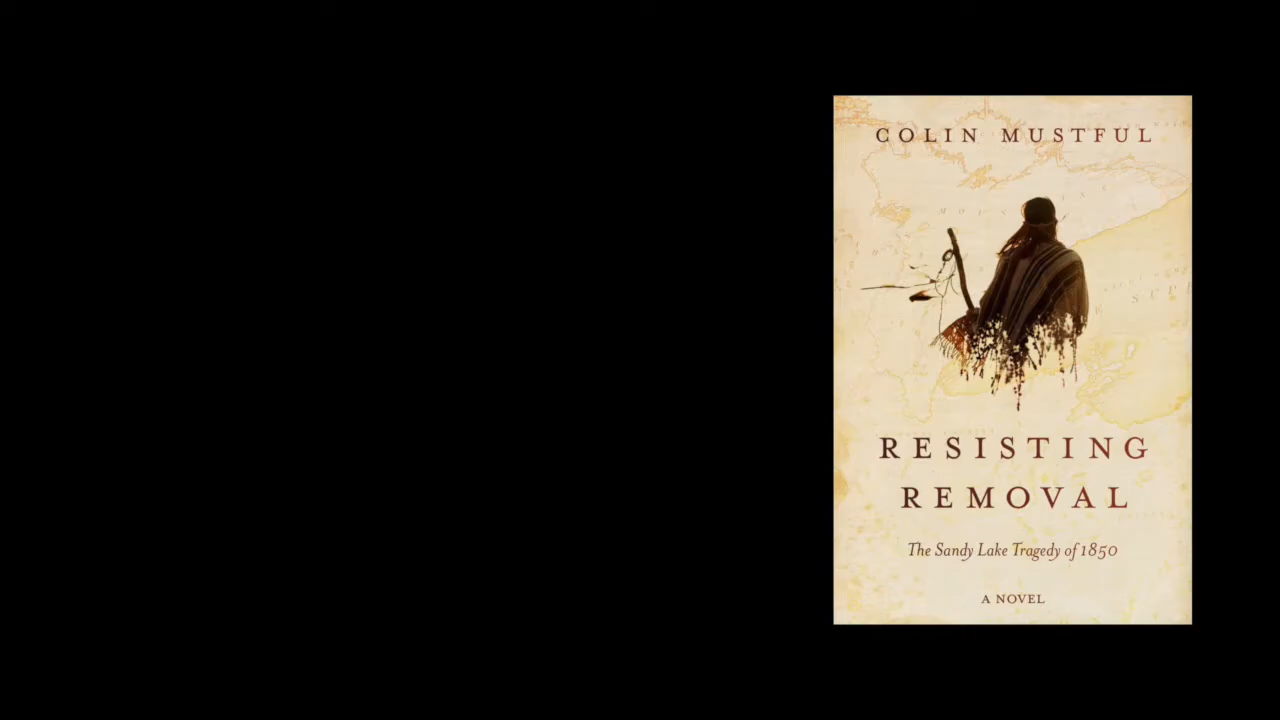 COLIN MUSTFUL
RESISTING
REMOVAL
The Sandy Lake Tragedy of 1850
A NOVEL